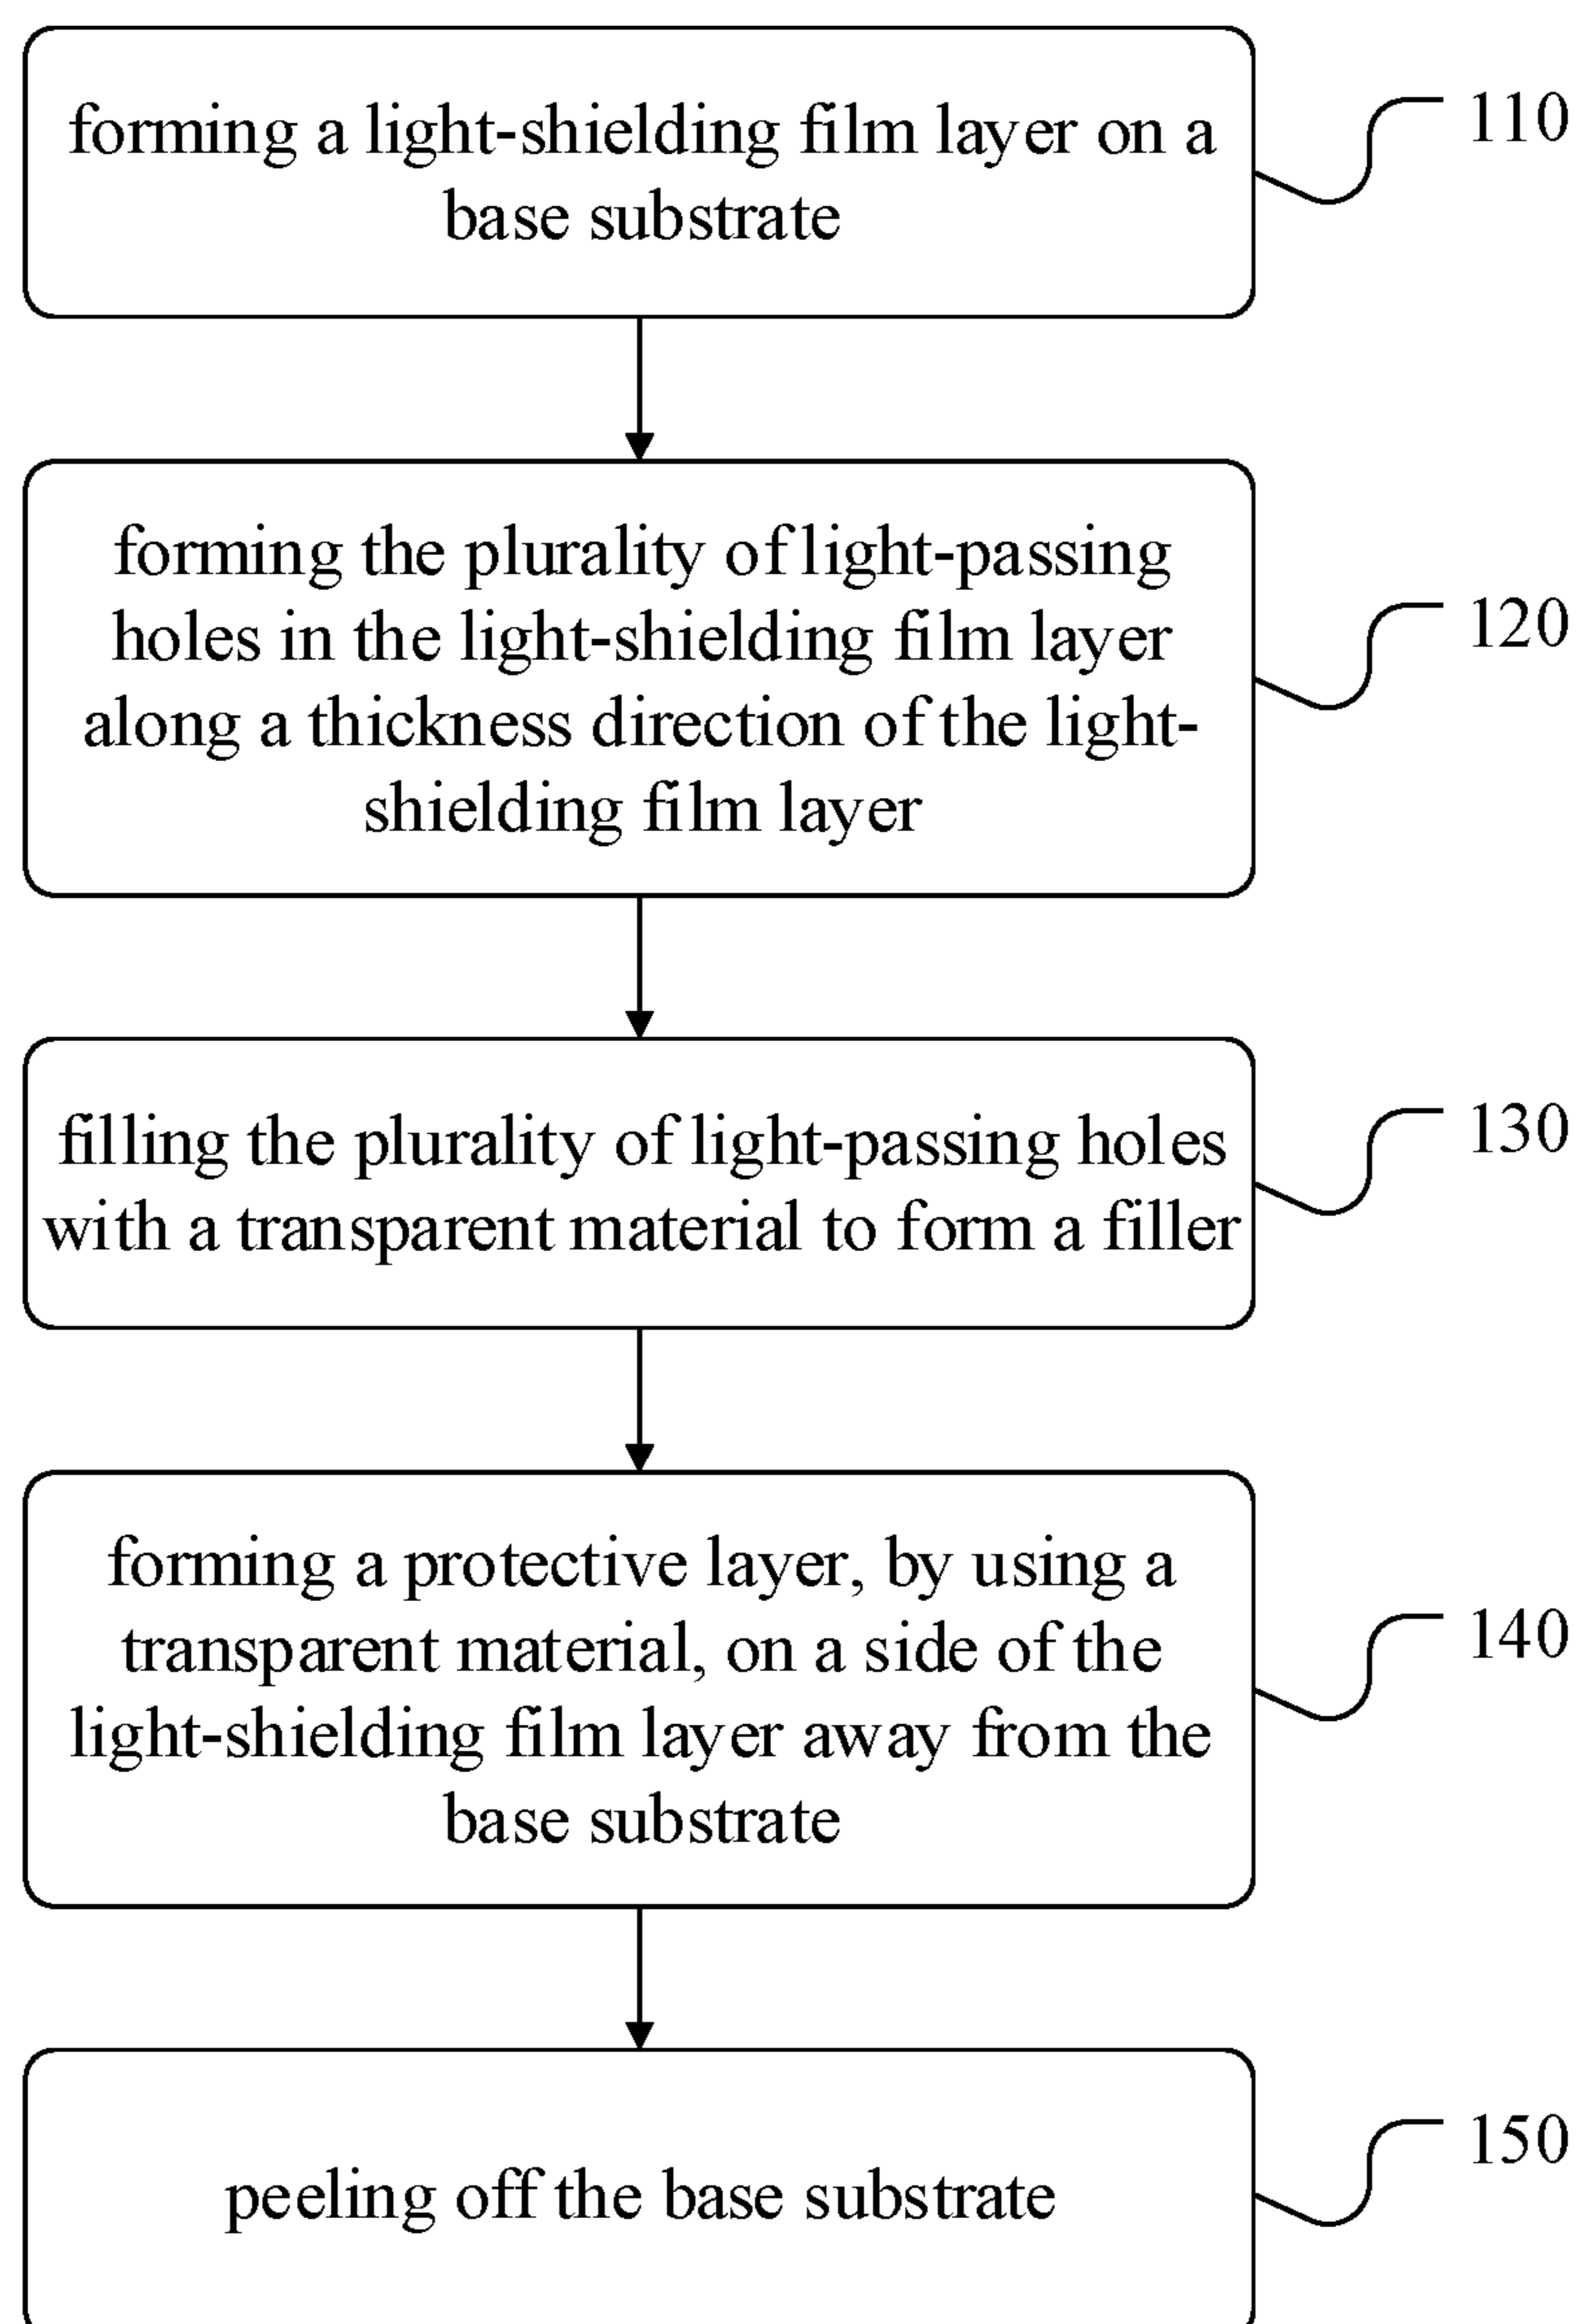 forming a light-shielding film layer on a
base substrate
110
forming the plurality of light-passing
holes in the light-shielding film layer
along a thickness direction of the light-
shielding film layer
120
filling the plurality of light-passing holes
with a transparent material to form a filler
130
forming a protective layer, by using a
transparent material, on a side of the
light-shielding film layer away from the
base substrate
140
peeling off the base substrate
150